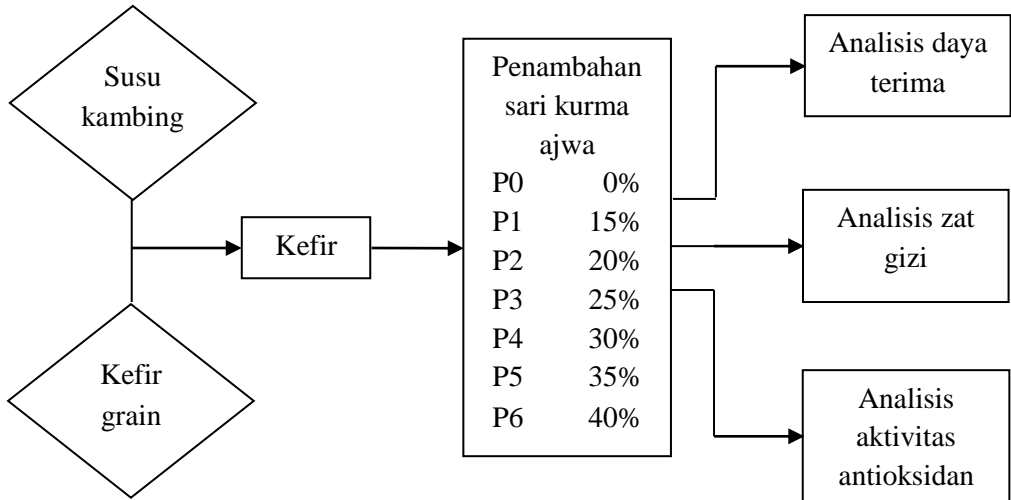 Susu
kambing
Kefir
grain
Kefir
Penambahan
sari kurma
ajwa
P0 0%
P1 15%
P2 20%
P3 25%
P4 30%
P5 35%
P6 40%
Analisis daya
terima
Analisis zat
gizi
Analisis
aktivitas
antioksidan